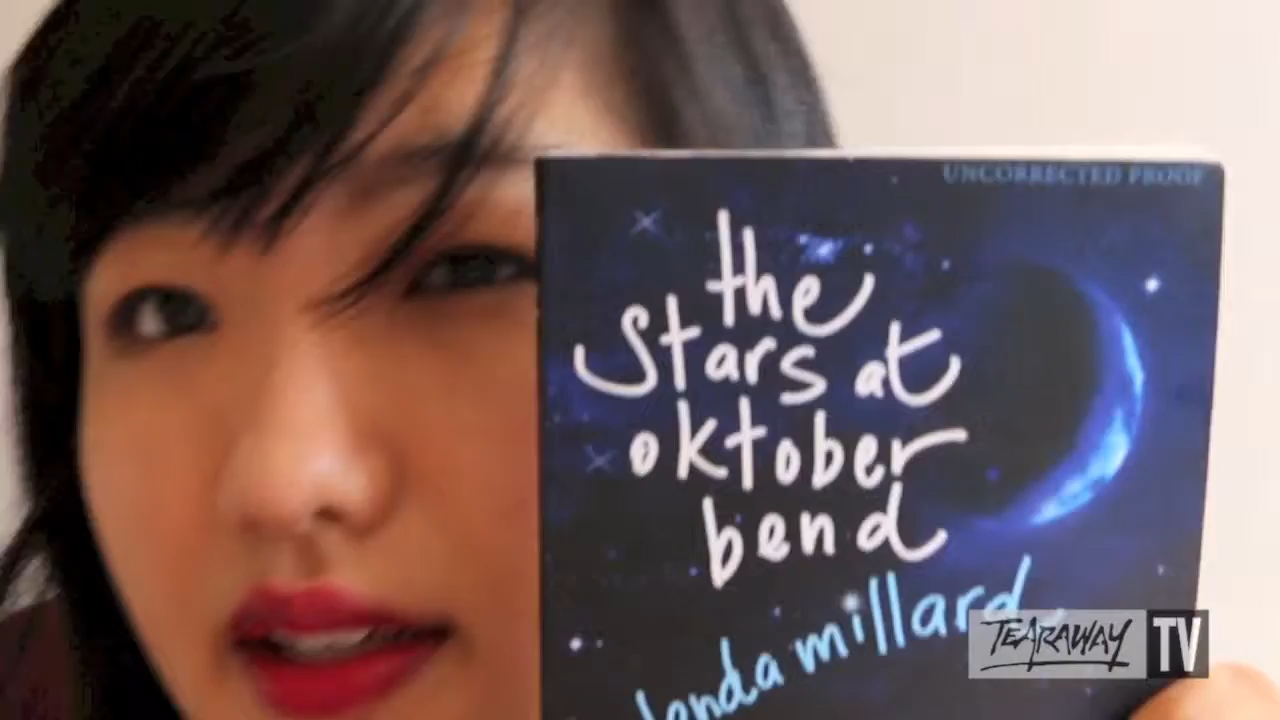 UNCORRECTED PROOF
the
Stars at
oktober
bend
millard
TEARAWAY TV